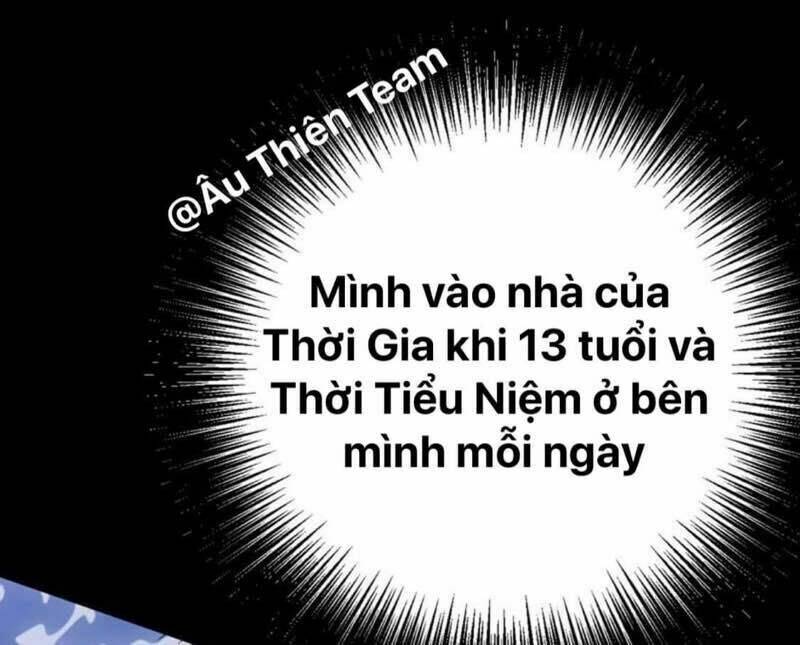 @Âu Thiên Team
Mình vào nhà của
Thời Gia khi 13 tuổi và
Thời Tiểu Niệm ở bên
mình mỗi ngày